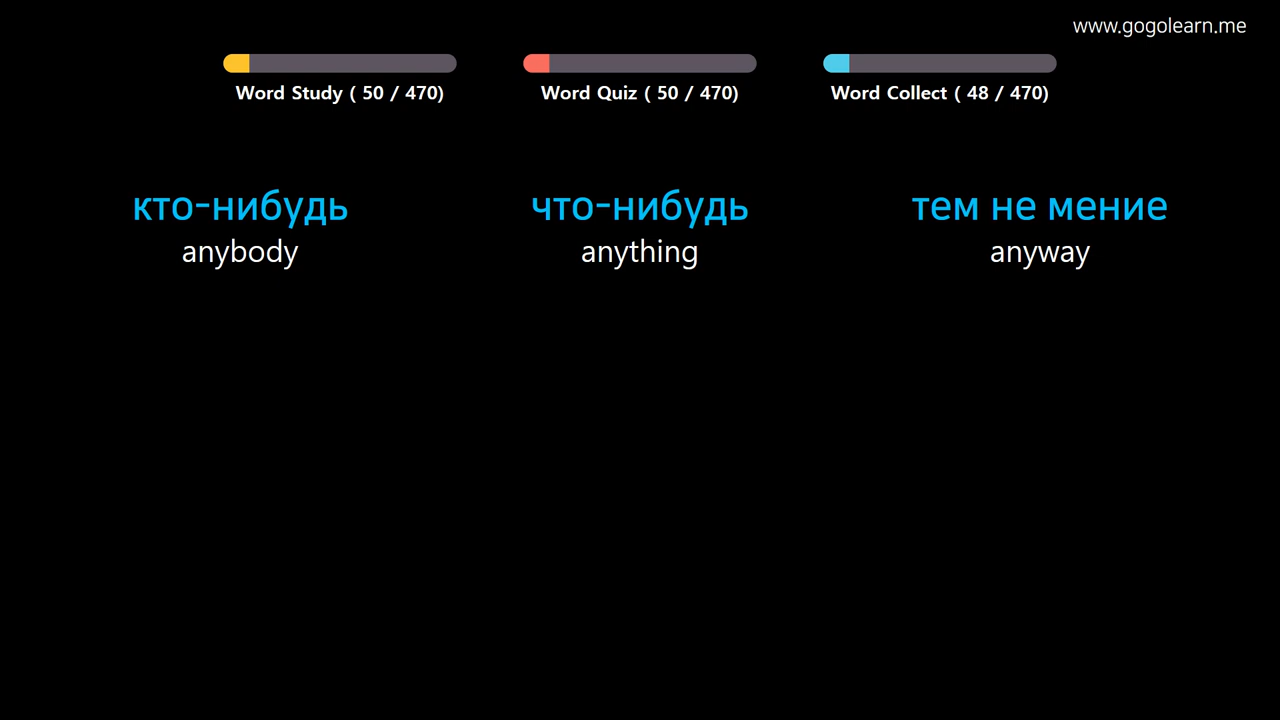 www.gogolearn.me
Word Study ( 50 / 470)
Word Quiz ( 50 / 470)
Word Collect ( 48 / 470)
кто-нибудь
anybody
что-нибудь
anything
тем не мение
anyway